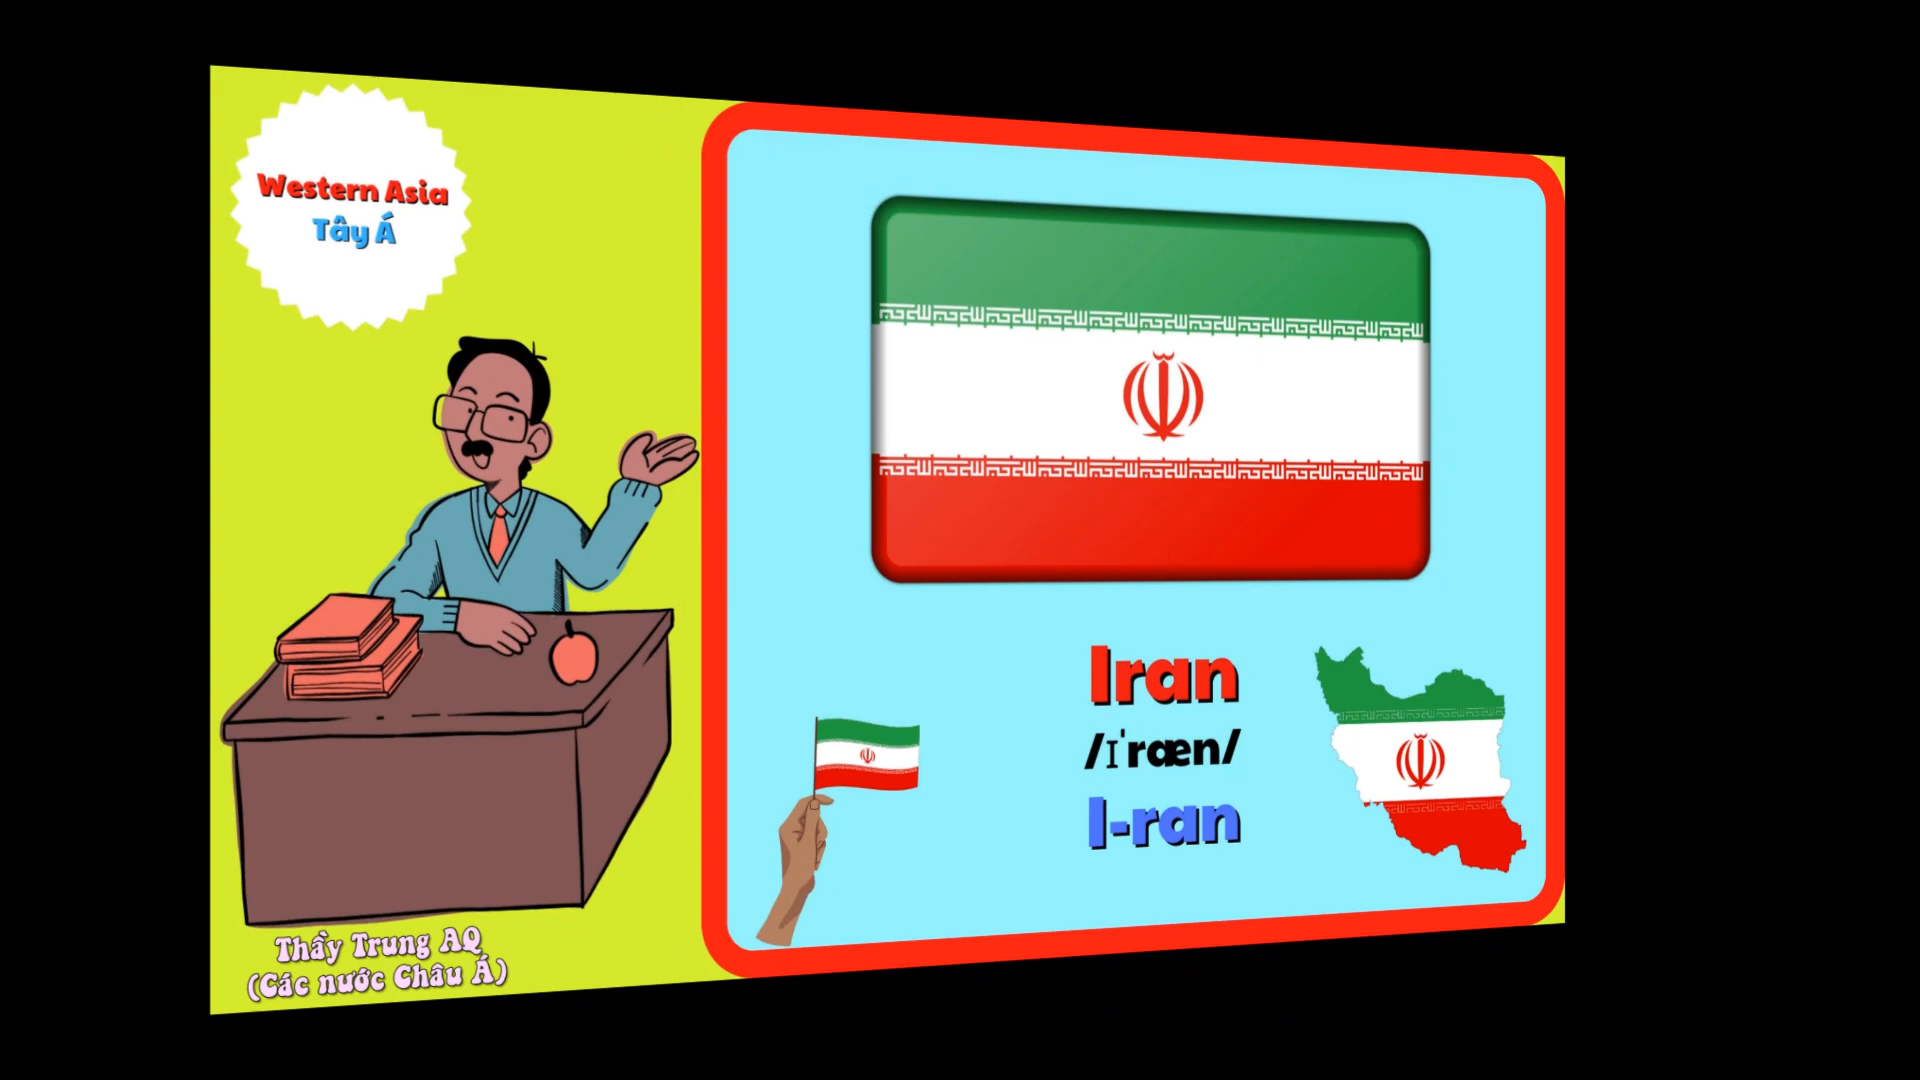 Western Asia
Tây Á
Iran
/ɪˈræn/
I-ran
Thầy Trung AQ
(Các nước Châu Á)